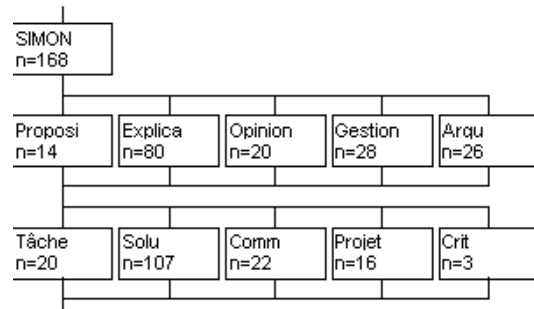 SIMON
n=168
Proposi Explica Opinion Gestion Argu
n=14 n=80 n=20 n=28 n=26
Tâche Solu Comm Projet Crit
n=20 n=107 n=22 n=16 n=3